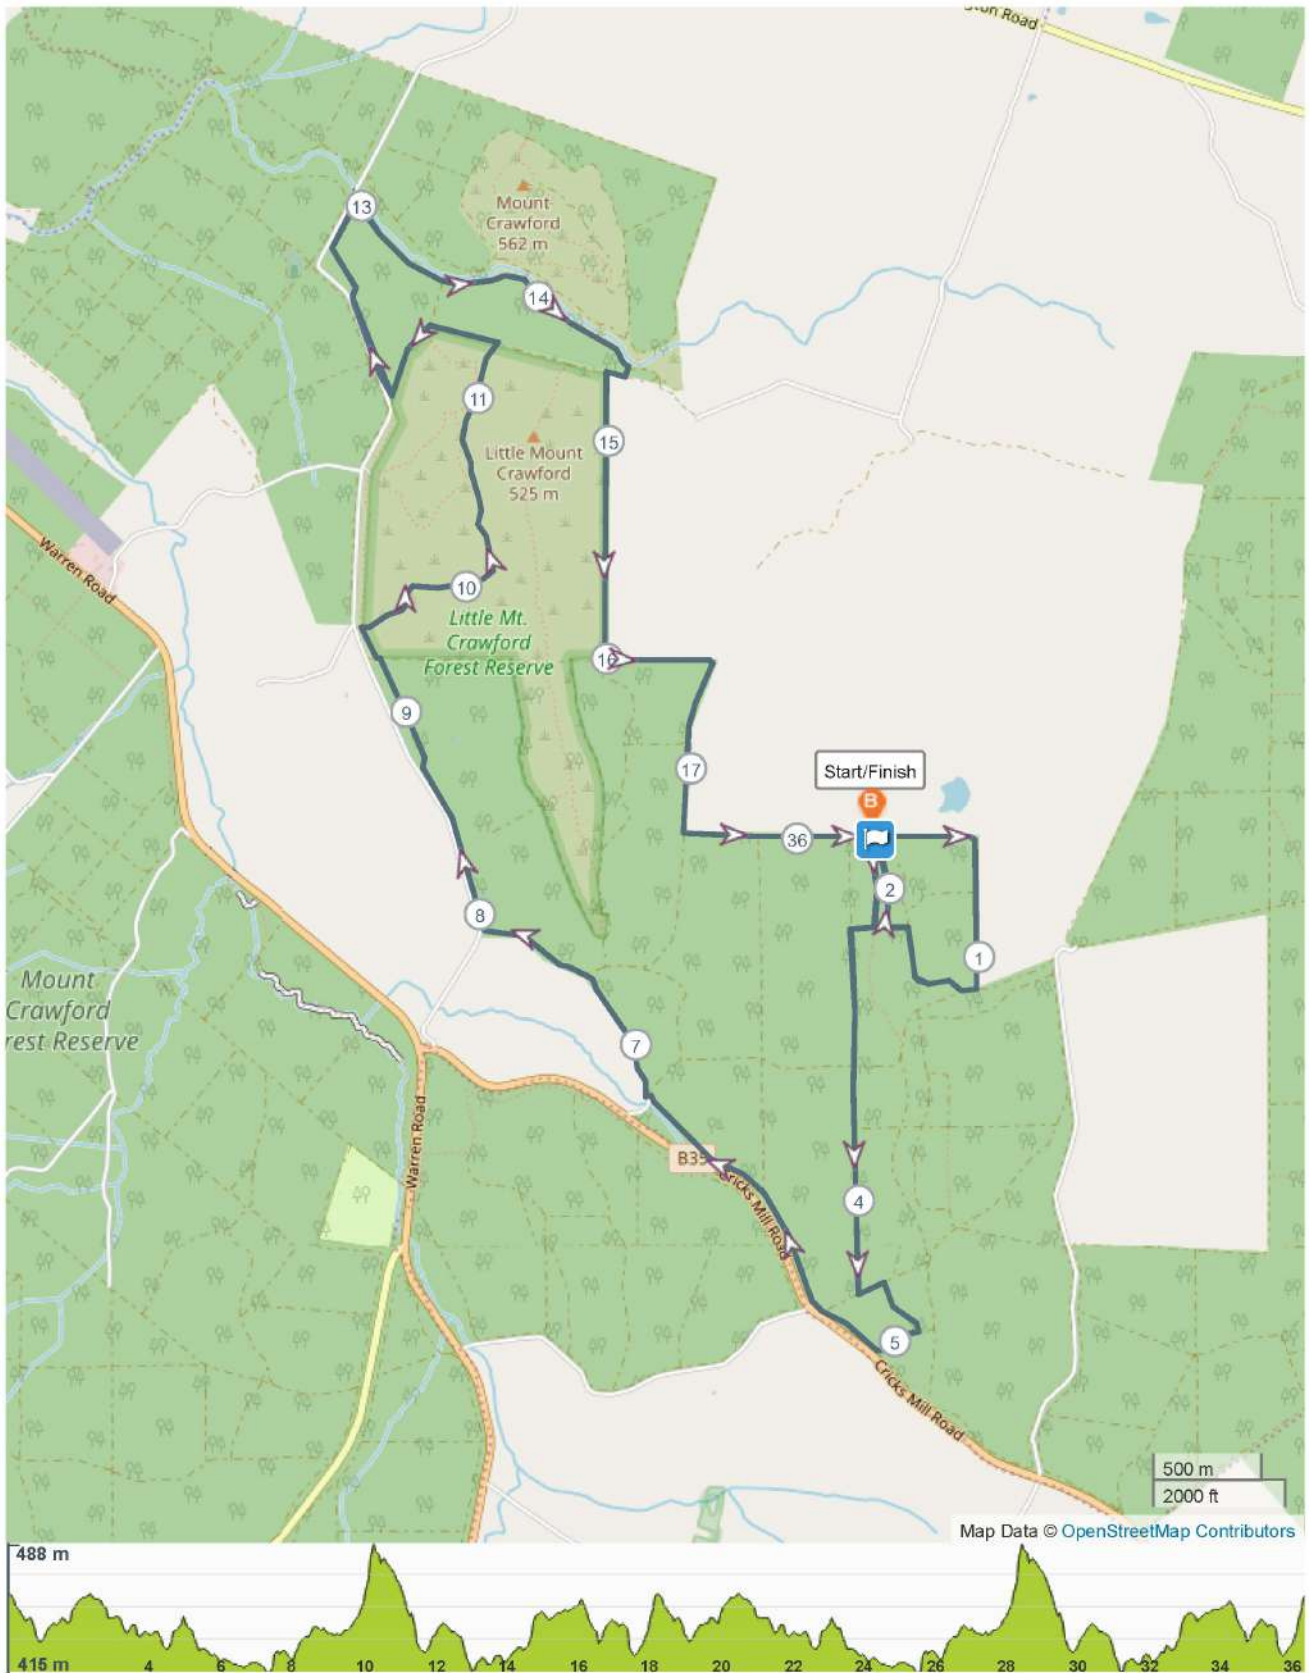 13
Mount
Crawford
562 m
14
11
15
Little Mount
Crawford
525 m
Warren Road
10
Little Mt.
Crawford
Forest Reserve
16
9
17
Start/Finish
B
36
2
8
1
Mount
Crawford
rest Reserve
7
Warren Road
B35
Cricks Mill Road
4
5
Cricks Mill Road
500 m
2000 ft
Map Data © OpenStreetMap Contributors
488 m
415 m 4 6 8 10 12 14 16 18 20 22 24 26 28 30 32 34 36